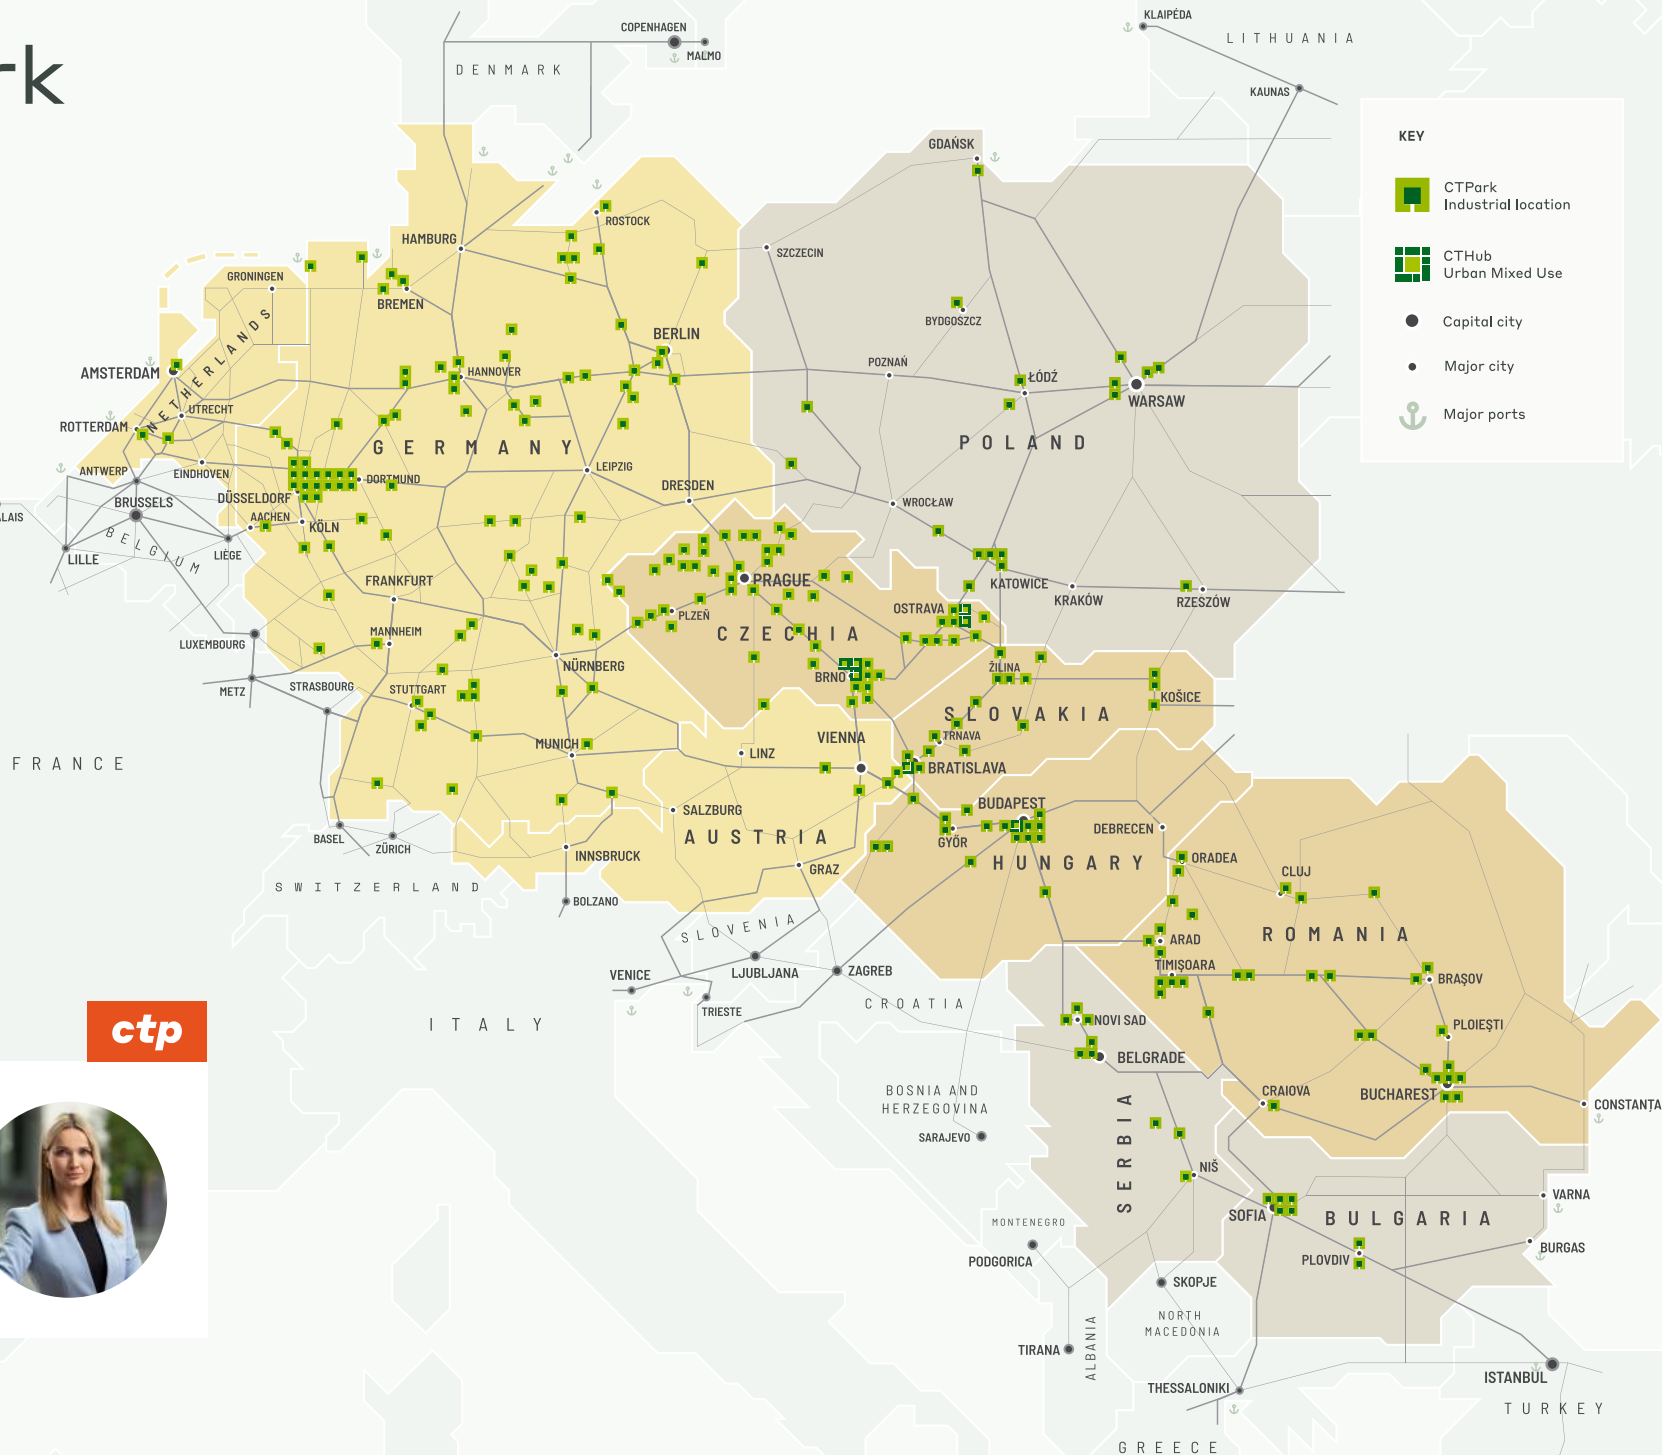 rk
KEY
CTPark
Industrial location
CTHub
Urban Mixed Use
Capital city
Major city
Major ports
COPENHAGEN
MALMO
DENMARK
KLAIPĖDA
LITHUANIA
KAUNAS
GDAŃSK
ROSTOCK
HAMBURG
SZCZECIN
GRONINGEN
BREMEN
BYDGOSZCZ
BERLIN
NETHERLANDS
AMSTERDAM
HANNOVER
POZNAŃ
ŁÓDŹ
WARSAW
UTRECHT
ROTTERDAM
GERMANY
POLAND
ANTWERP
EINDHOVEN
DORTMUND
LEIPZIG
DRESDEN
DÜSSELDORF
WROCŁAW
BRUSSELS
ALAIS
AACHEN
KÖLN
BELGIUM
LIÈGE
LILLE
FRANKFURT
PRAGUE
KATOWICE
KRAKÓW
RZESZÓW
OSTRAVA
PLZEŇ
CZECHIA
MANNHEIM
LUXEMBOURG
NÜRNBERG
ŽILINA
BRNO
METZ
STRASBOURG
STUTTGART
KOŠICE
SLOVAKIA
TRNAVA
VIENNA
MUNICH
LINZ
FRANCE
BRATISLAVA
SALZBURG
BUDAPEST
DEBRECEN
BASEL
ZÜRICH
AUSTRIA
GYŐR
INNSBRUCK
HUNGARY
ORADEA
GRAZ
CLUJ
SWITZERLAND
BOLZANO
SLOVENIA
ROMANIA
ARAD
TIMIȘOARA
VENICE
LJUBLJANA
ZAGREB
BRAȘOV
TRIESTE
CROATIA
ITALY
NOVI SAD
PLOIEȘTI
ctp
BELGRADE
BOSNIA AND
HERZEGOVINA
CRAIOVA
BUCHAREST
CONSTANȚA
SARAJEVO
SERBIA
NIŠ
VARNA
SOFIA
BULGARIA
MONTENEGRO
PODGORICA
PLOVDIV
BURGAS
SKOPJE
NORTH
MACEDONIA
ALBANIA
TIRANA
THESSALONIKI
ISTANBUL
TURKEY
GREECE